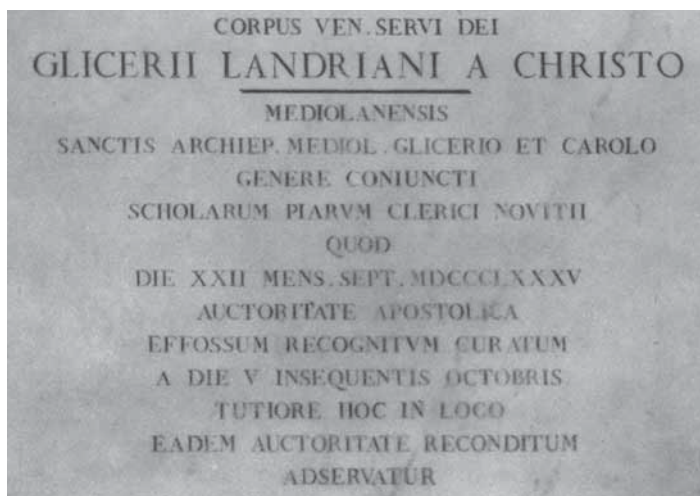 CORPUS VEN. SERVI DEI
GLICERII LANDRIANI A CHRISTO
MEDIOLANENSIS
SANCTIS ARCHIEP. MEDIOL. GLICERIO ET CAROLO
GENERE CONIUNCTI
SCHOLARUM PIARVM CLERICI NOVITII
QUOD
DIE XXII MENS. SEPT. MDCCCLXXXV
AUCTORITATE APOSTOLICA
EFFOSSUM RECOGNITVM CURATUM
A DIE V INSEQUENTIS OCTOBRIS
TUTIORE HOC IN LOCO
EADEM AUCTORITATE RECONDITUM
ADSERVATUR